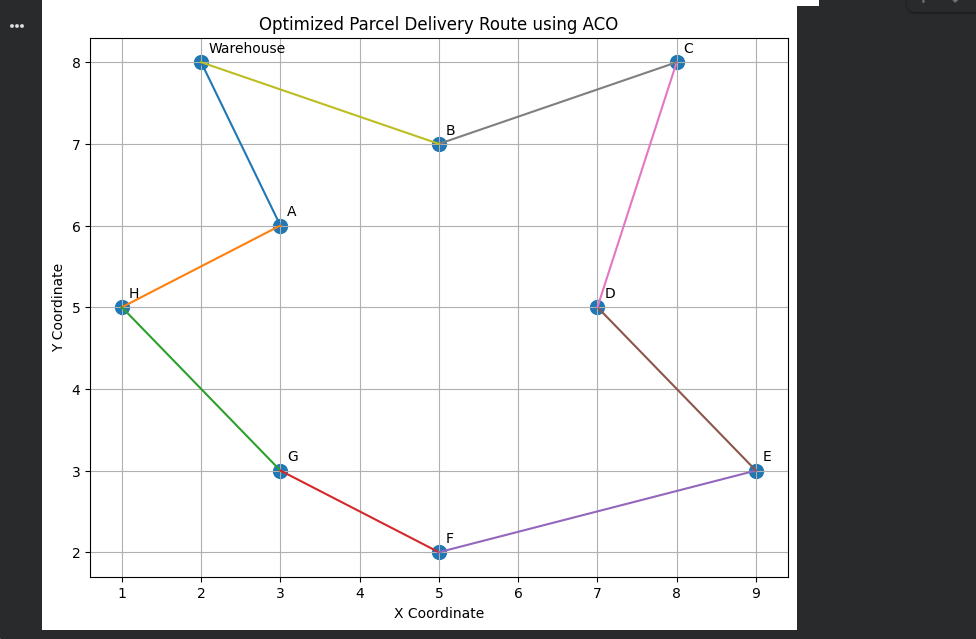 Optimized Parcel Delivery Route using ACO
Warehouse
C
B
A
H
D
G
E
F
8
7
6
5
4
3
2
Y Coordinate
1 2 3 4 5 6 7 8 9
X Coordinate